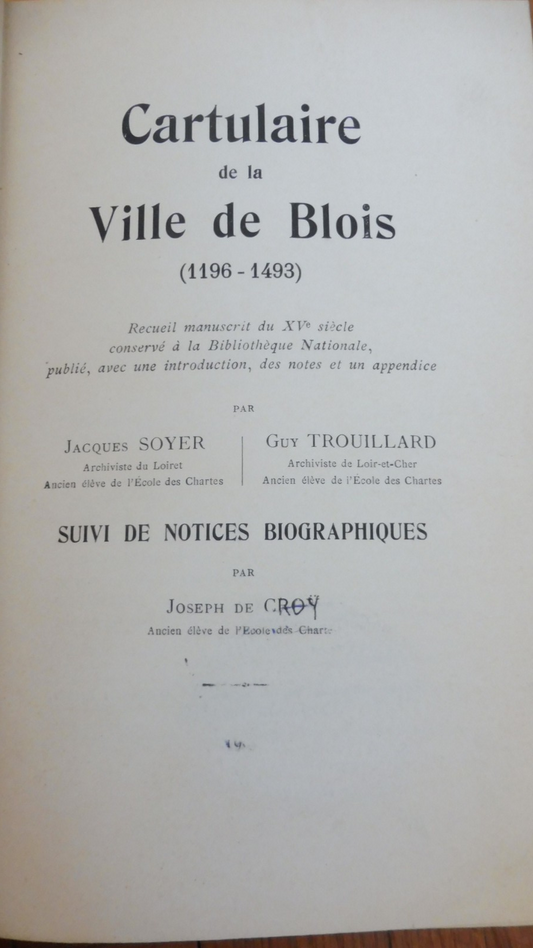 Cartulaire
de la
Ville de Blois
(1196 - 1493)
Recueil manuscrit du XVe siècle
conservé à la Bibliothèque Nationale,
publié, avec une introduction, des notes et un appendice
PAR
JACQUES SOYER
Archiviste du Loiret
Ancien élève de l'École des Chartes
GUY TROUILLARD
Archiviste de Loir-et-Cher
Ancien élève de l'École des Chartes
SUIVI DE NOTICES BIOGRAPHIQUES
PAR
JOSEPH DE CROY
Ancien élève de l'École des Charte